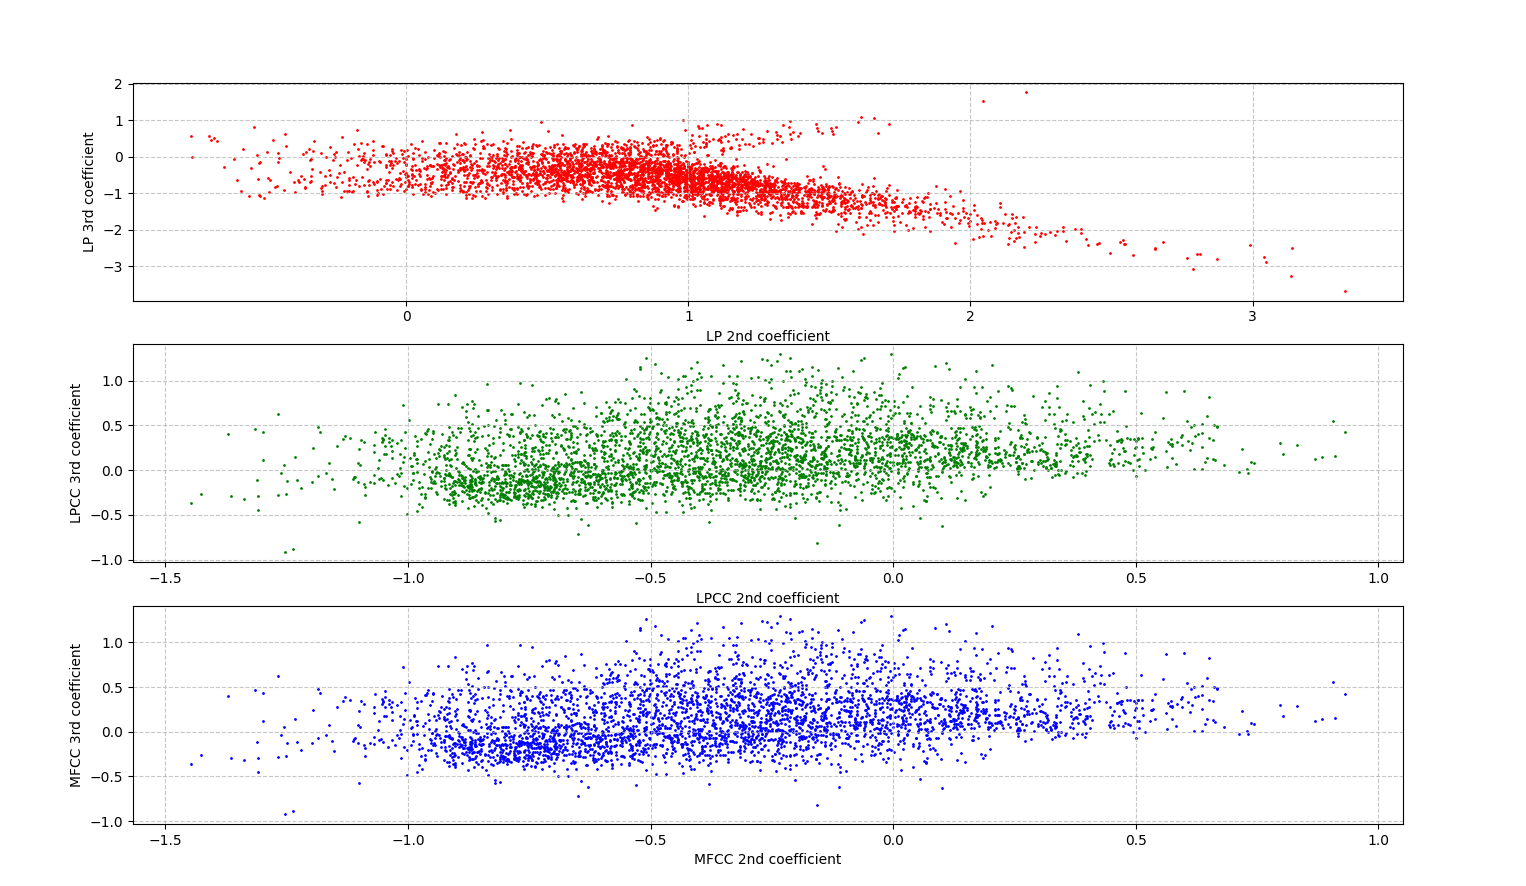 2
1
0
−1
−2
−3
LP 3rd coefficient
0 1 2 3
LP 2nd coefficient
1.0
0.5
0.0
−0.5
−1.0
LPCC 3rd coefficient
−1.5 −1.0 −0.5 0.0 0.5 1.0
LPCC 2nd coefficient
1.0
0.5
0.0
−0.5
−1.0
MFCC 3rd coefficient
−1.5 −1.0 −0.5 0.0 0.5 1.0
MFCC 2nd coefficient